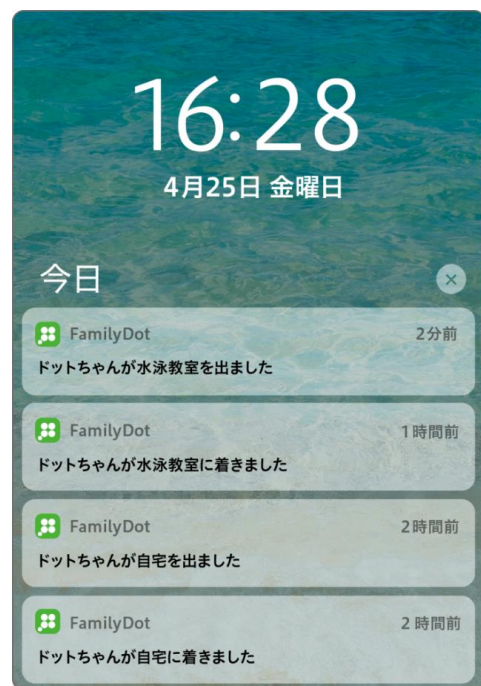 16:28
4月25日 金曜日
今日
FamilyDot 2分前
ドットちゃんが水泳教室を出ました
FamilyDot 1時間前
ドットちゃんが水泳教室に着きました
FamilyDot 2時間前
ドットちゃんが自宅を出ました
FamilyDot 2 時間前
ドットちゃんが自宅に着きました